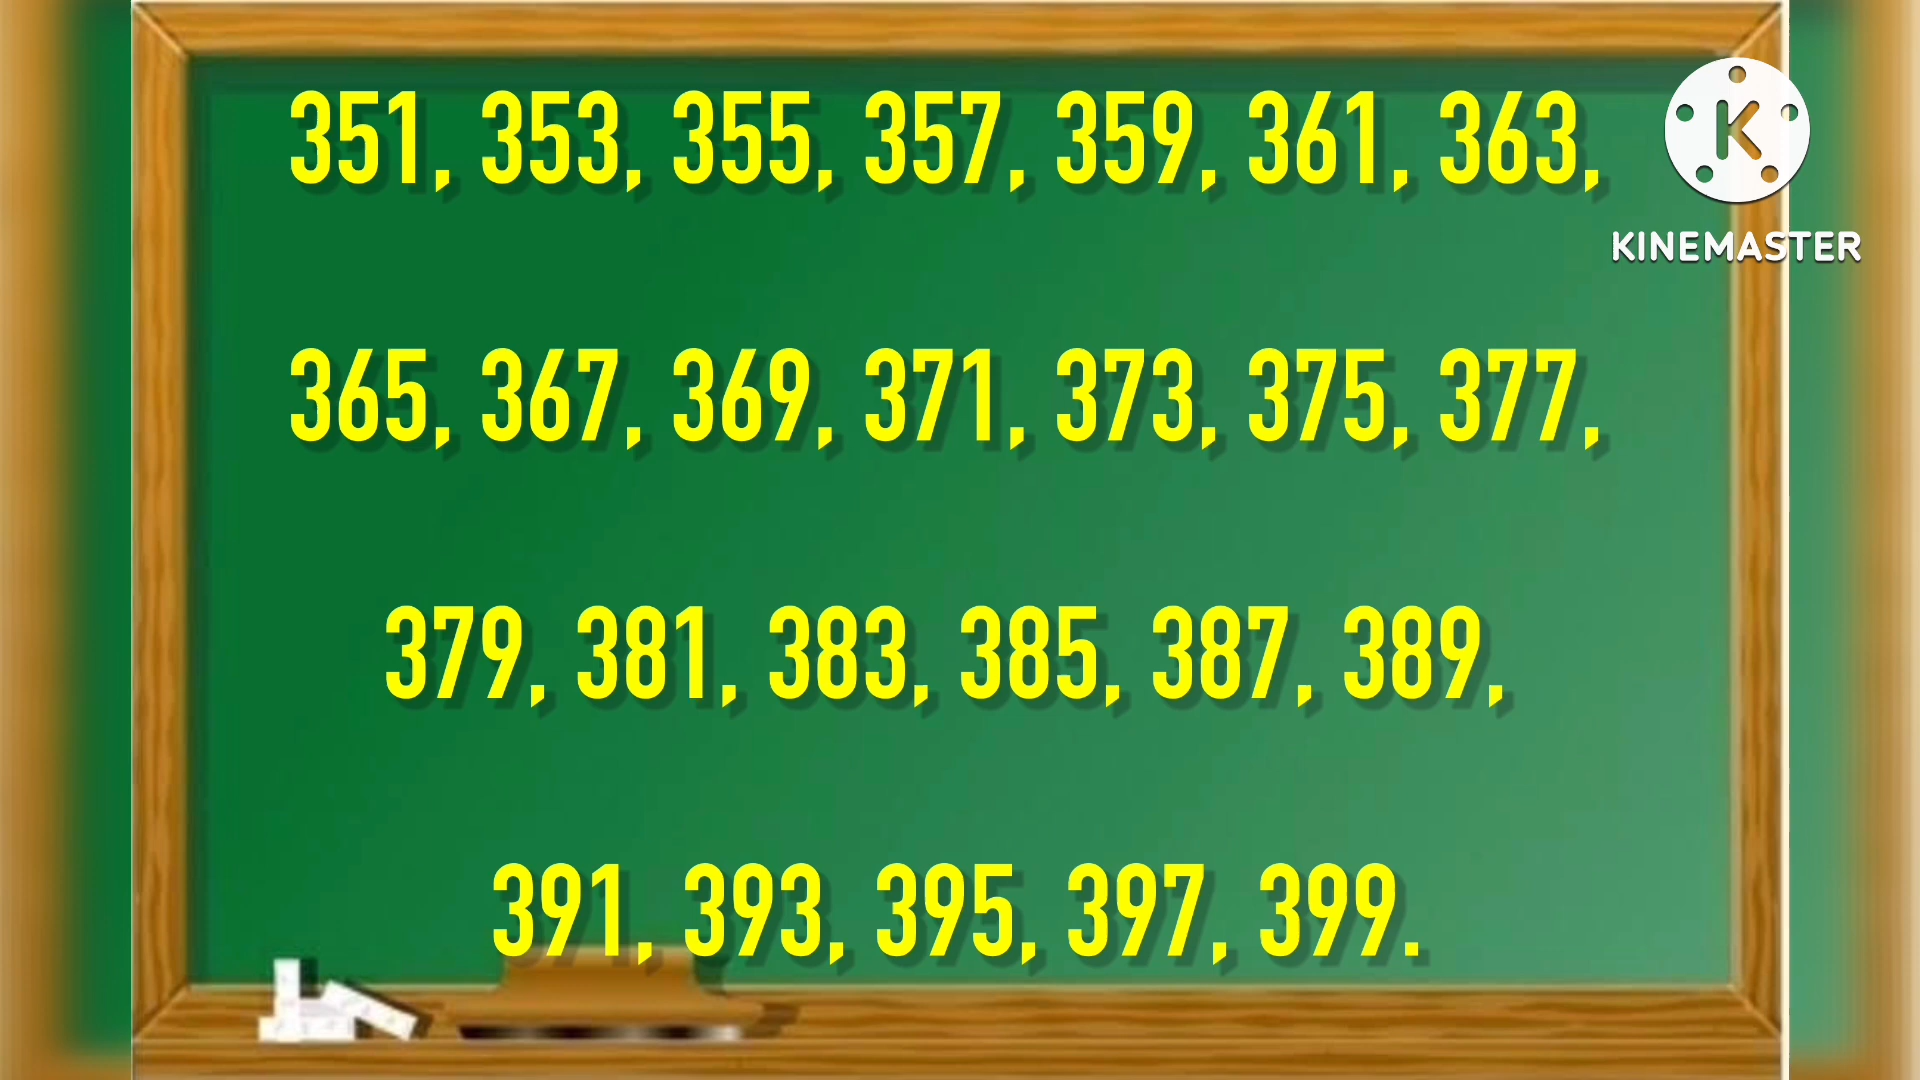 351, 353, 355, 357, 359, 361, 363,
K
KINEMASTER
365, 367, 369, 371, 373, 375, 377,
379, 381, 383, 385, 387, 389,
391, 393, 395, 397, 399.